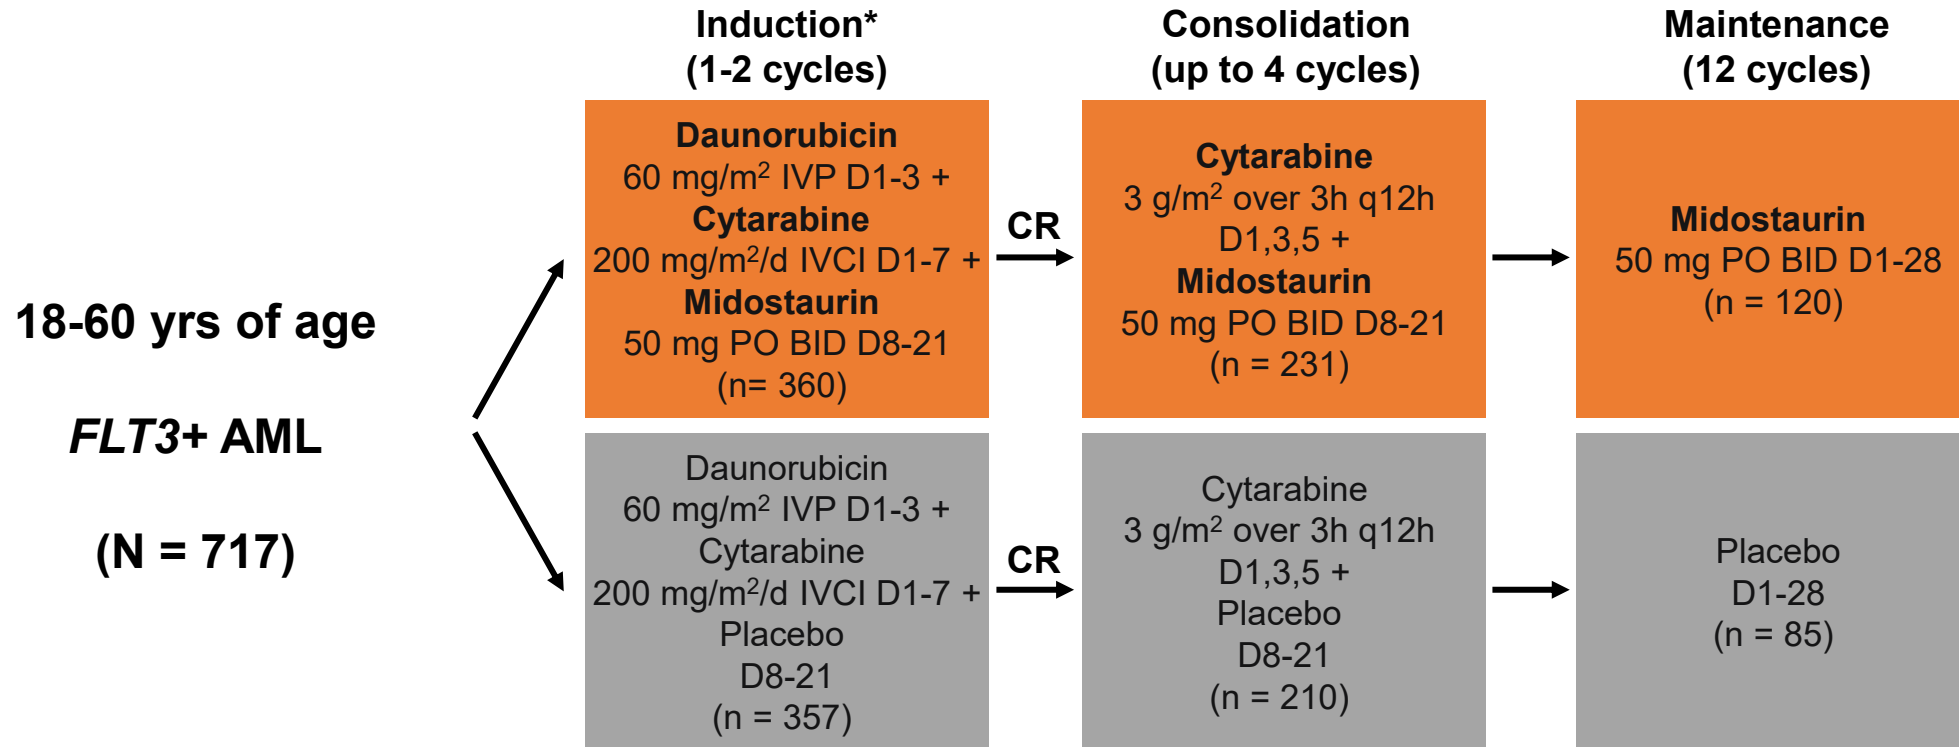 18-60 yrs of age
FLT3+ AML
(N = 717)
Induction*
(1-2 cycles)
Daunorubicin
60 mg/m² IVP D1-3 +
Cytarabine
200 mg/m²/d IVCI D1-7 +
Midostaurin
50 mg PO BID D8-21
(n= 360)
CR
Consolidation
(up to 4 cycles)
Cytarabine
3 g/m² over 3h q12h
D1,3,5 +
Midostaurin
50 mg PO BID D8-21
(n = 231)
Maintenance
(12 cycles)
Midostaurin
50 mg PO BID D1-28
(n = 120)
Daunorubicin
60 mg/m² IVP D1-3 +
Cytarabine
200 mg/m²/d IVCI D1-7 +
Placebo
D8-21
(n = 357)
CR
Cytarabine
3 g/m² over 3h q12h
D1,3,5 +
Placebo
D8-21
(n = 210)
Placebo
D1-28
(n = 85)